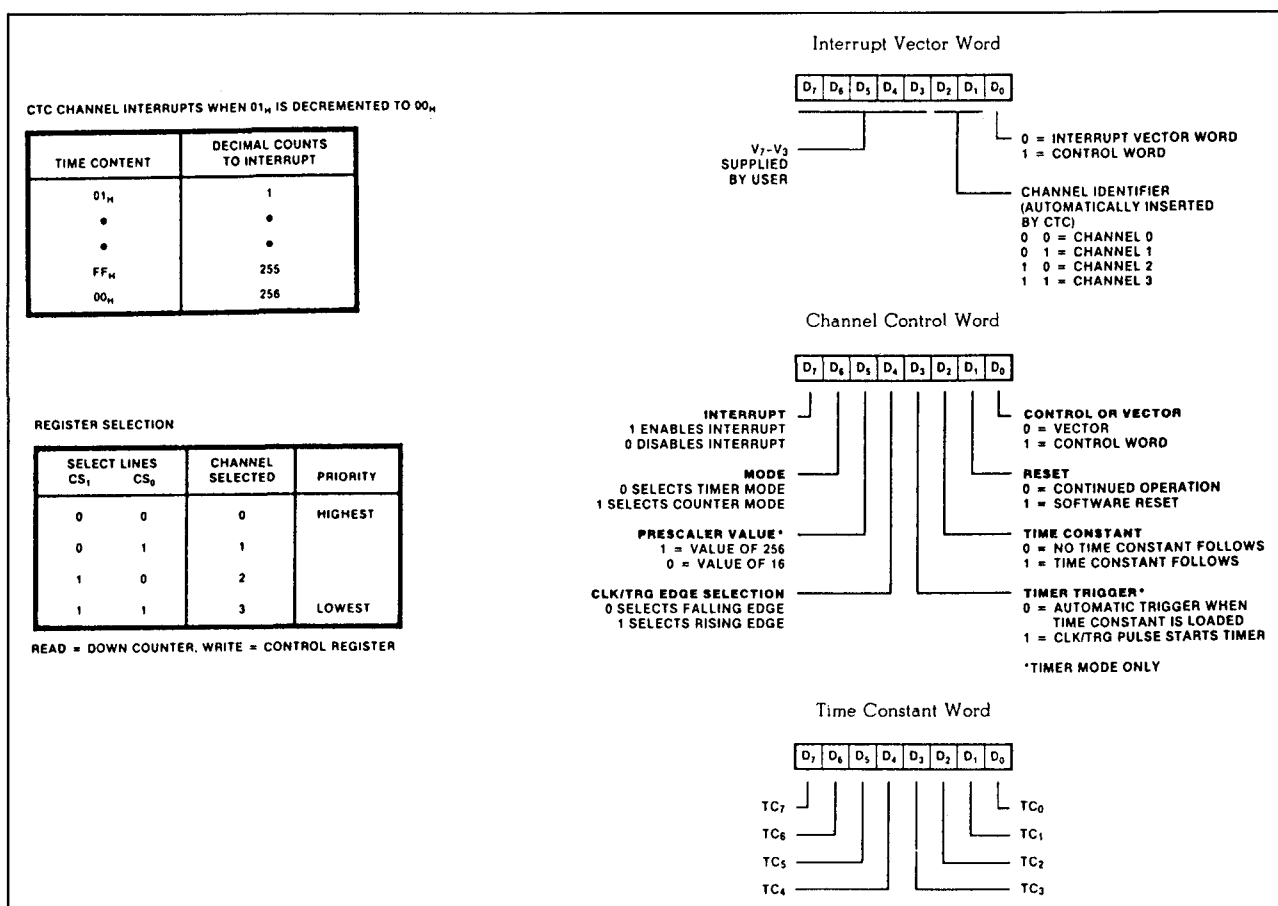 CTC CHANNEL INTERRUPTS WHEN 01H IS DECREMENTED TO 00H
TIME CONTENT
DECIMAL COUNTS
TO INTERRUPT
01H 1
• •
• •
FFH 255
00H 256
REGISTER SELECTION
SELECT LINES
CS1 CS0
CHANNEL
SELECTED
PRIORITY
0 0 0 HIGHEST
0 1 1
1 0 2
1 1 3 LOWEST
READ = DOWN COUNTER, WRITE = CONTROL REGISTER
Interrupt Vector Word
D7 D6 D5 D4 D3 D2 D1 D0
V7-V3
SUPPLIED
BY USER
0 = INTERRUPT VECTOR WORD
1 = CONTROL WORD
CHANNEL IDENTIFIER
(AUTOMATICALLY INSERTED
BY CTC)
0 0 = CHANNEL 0
0 1 = CHANNEL 1
1 0 = CHANNEL 2
1 1 = CHANNEL 3
Channel Control Word
D7 D6 D5 D4 D3 D2 D1 D0
INTERRUPT
1 ENABLES INTERRUPT
0 DISABLES INTERRUPT
MODE
0 SELECTS TIMER MODE
1 SELECTS COUNTER MODE
PRESCALER VALUE*
1 = VALUE OF 256
0 = VALUE OF 16
CLK/TRG EDGE SELECTION
0 SELECTS FALLING EDGE
1 SELECTS RISING EDGE
CONTROL OR VECTOR
0 = VECTOR
1 = CONTROL WORD
RESET
0 = CONTINUED OPERATION
1 = SOFTWARE RESET
TIME CONSTANT
0 = NO TIME CONSTANT FOLLOWS
1 = TIME CONSTANT FOLLOWS
TIMER TRIGGER*
0 = AUTOMATIC TRIGGER WHEN
TIME CONSTANT IS LOADED
1 = CLK/TRG PULSE STARTS TIMER
*TIMER MODE ONLY
Time Constant Word
D7 D6 D5 D4 D3 D2 D1 D0
TC7
TC6
TC5
TC4
TC0
TC1
TC2
TC3